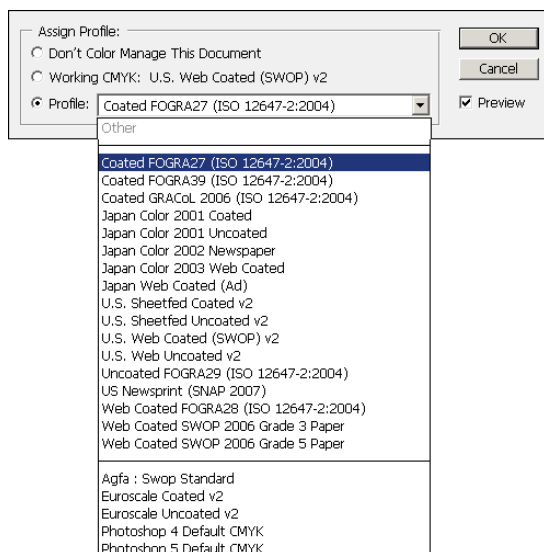 Assign Profile:
Don't Color Manage This Document
Working CMYK: U.S. Web Coated (SWOP) v2
Profile: Coated FOGRA27 (ISO 12647-2:2004)
OK
Cancel
Preview
Other
Coated FOGRA27 (ISO 12647-2:2004)
Coated FOGRA39 (ISO 12647-2:2004)
Coated GRACoL 2006 (ISO 12647-2:2004)
Japan Color 2001 Coated
Japan Color 2001 Uncoated
Japan Color 2002 Newspaper
Japan Color 2003 Web Coated
Japan Web Coated (Ad)
U.S. Sheetfed Coated v2
U.S. Sheetfed Uncoated v2
U.S. Web Coated (SWOP) v2
U.S. Web Uncoated v2
Uncoated FOGRA29 (ISO 12647-2:2004)
US Newsprint (SNAP 2007)
Web Coated FOGRA28 (ISO 12647-2:2004)
Web Coated SWOP 2006 Grade 3 Paper
Web Coated SWOP 2006 Grade 5 Paper
Agfa : Swop Standard
Euroscale Coated v2
Euroscale Uncoated v2
Photoshop 4 Default CMYK
Photoshop 5 Default CMYK